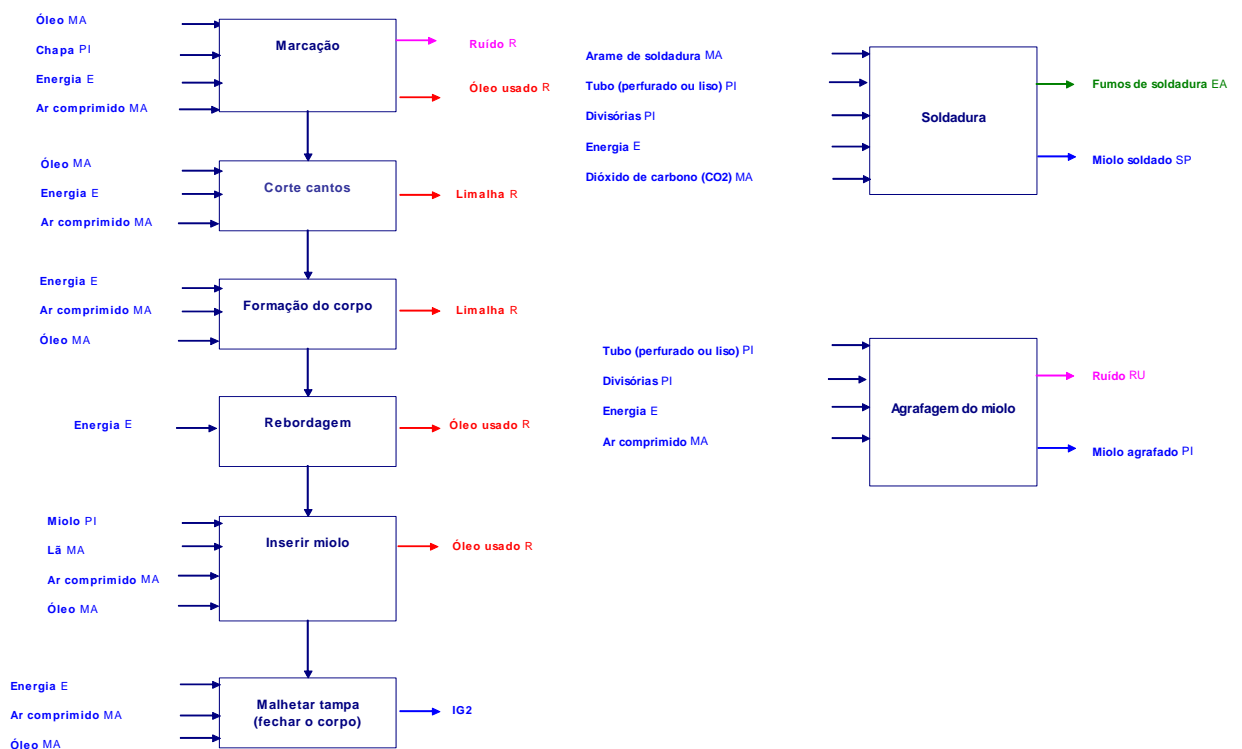 Óleo MA
Chapa PI
Energia E
Ar comprimido MA
Marcação
Ruído R
Óleo usado R
Óleo MA
Energia E
Ar comprimido MA
Corte cantos
Limalha R
Energia E
Ar comprimido MA
Óleo MA
Formação do corpo
Limalha R
Energia E
Rebordagem
Óleo usado R
Miolo PI
Lã MA
Ar comprimido MA
Óleo MA
Inserir miolo
Óleo usado R
Energia E
Ar comprimido MA
Óleo MA
Malhetar tampa
(fechar o corpo)
IG2
Arame de soldadura MA
Tubo (perfurado ou liso) PI
Divisórias PI
Energia E
Dióxido de carbono (CO2) MA
Soldadura
Fumos de soldadura EA
Miolo soldado SP
Tubo (perfurado ou liso) PI
Divisórias PI
Energia E
Ar comprimido MA
Agrafagem do miolo
Ruído RU
Miolo agrafado PI